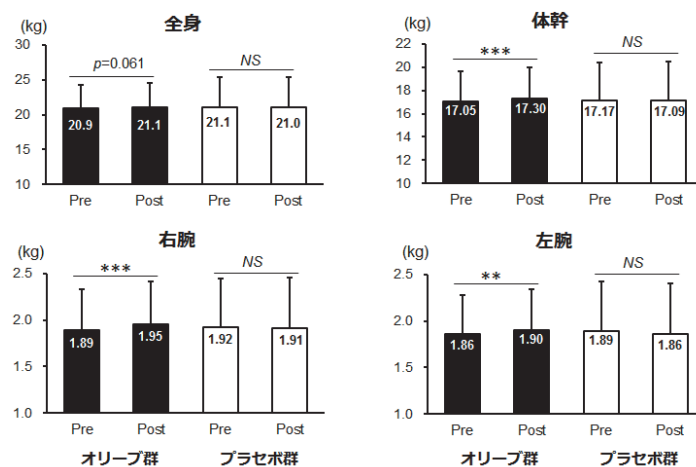 全身
(kg)
30
25
20
15
10
p=0.061
NS
20.9
21.1
21.1
21.0
Pre
Post
Pre
Post
体幹
(kg)
22
20
18
16
14
12
10
***
NS
17.05
17.30
17.17
17.09
Pre
Post
Pre
Post
右腕
(kg)
2.5
2.0
1.5
1.0
***
NS
1.89
1.95
1.92
1.91
Pre
Post
Pre
Post
オリーブ群
プラセボ群
左腕
(kg)
2.5
2.0
1.5
1.0
**
NS
1.86
1.90
1.89
1.86
Pre
Post
Pre
Post
オリーブ群
プラセボ群